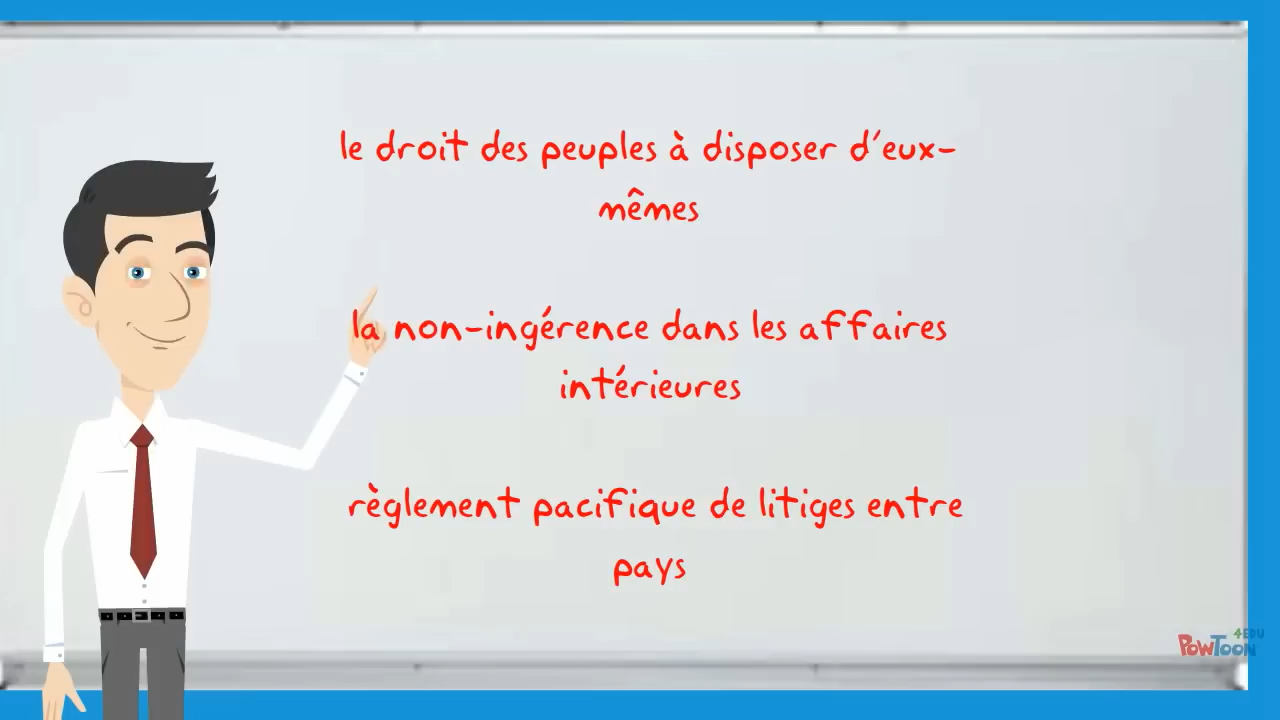 le droit des peuples à disposer d'eux-
mêmes
la non-ingérence dans les affaires
intérieures
règlement pacifique de litiges entre
pays
4EDU
PowToon